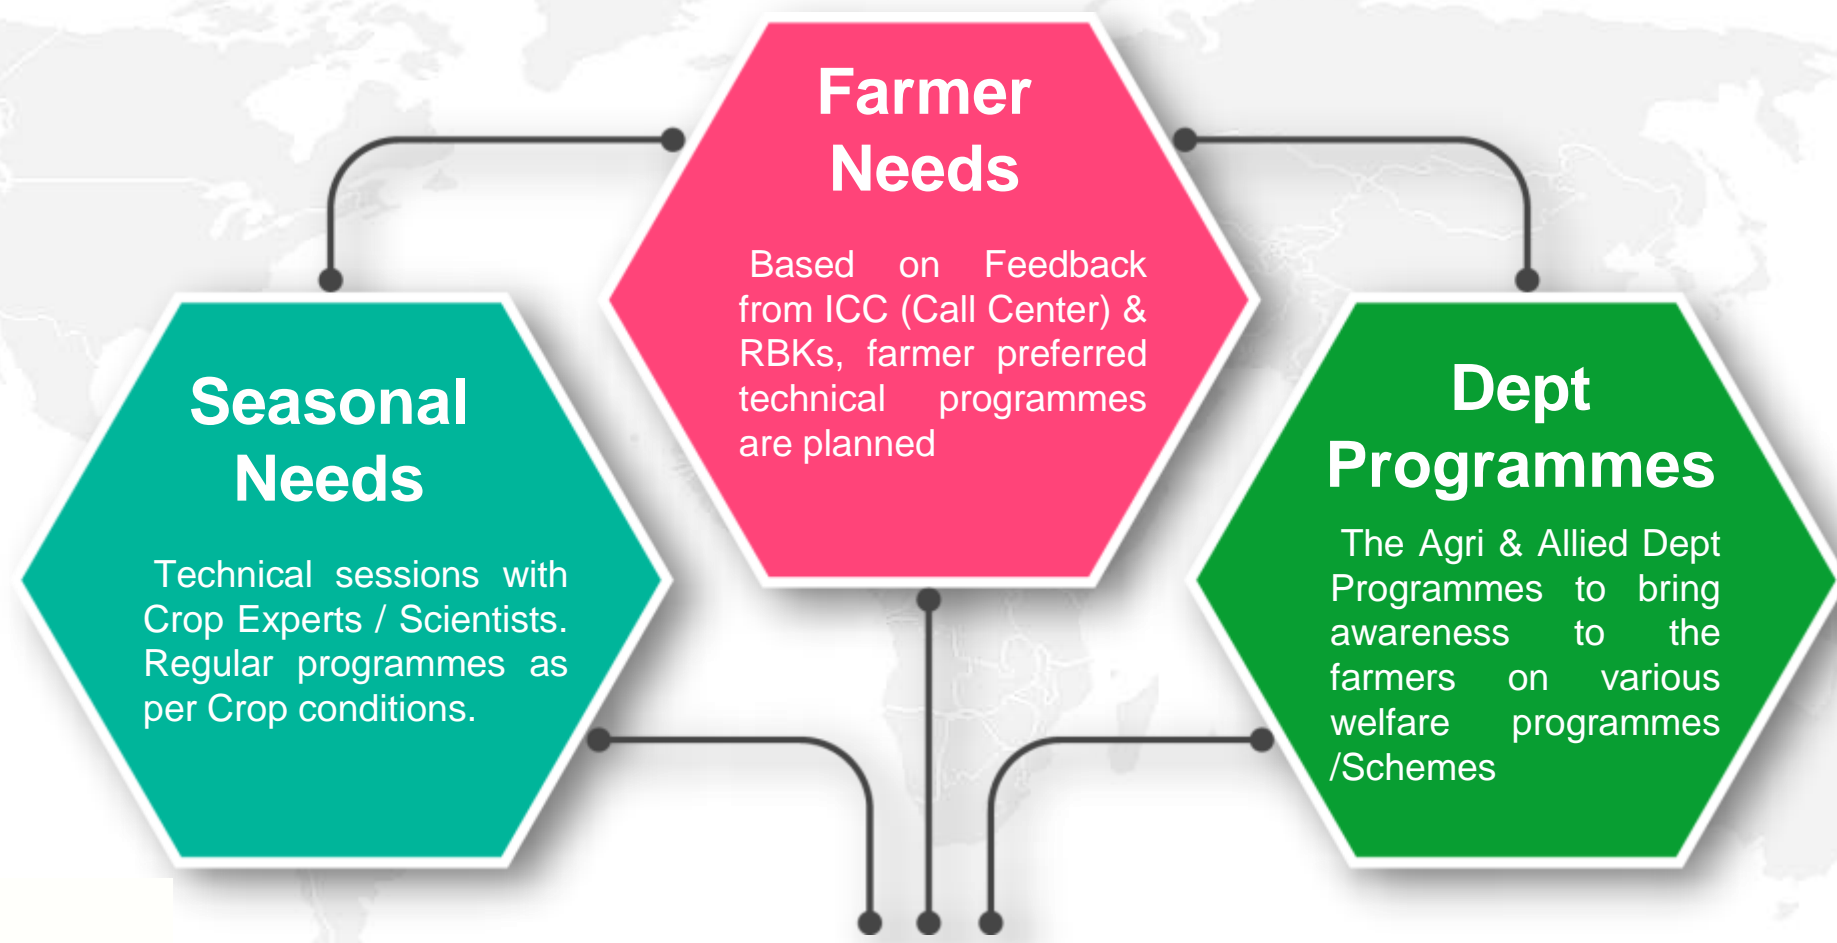 Farmer
Needs
Based on Feedback
from ICC (Call Center) &
RBKs, farmer preferred
technical programmes
are planned
Seasonal
Needs
Technical sessions with
Crop Experts / Scientists.
Regular programmes as
per Crop conditions.
Dept
Programmes
The Agri & Allied Dept
Programmes to bring
awareness to the
farmers on various
welfare programmes
/Schemes